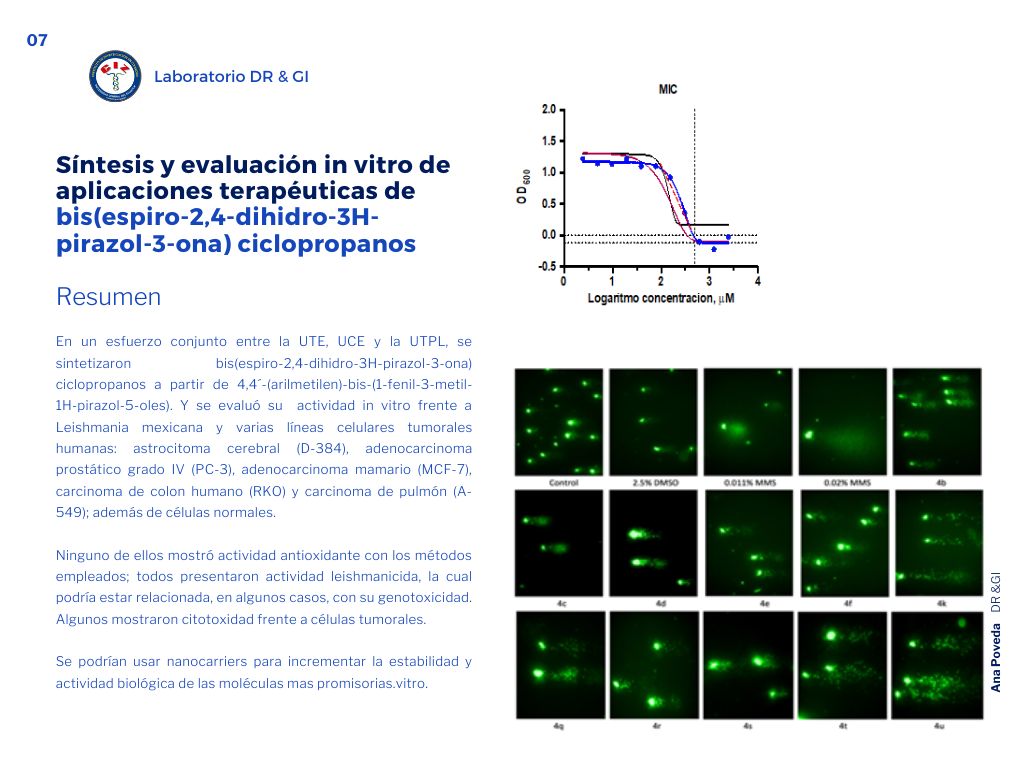 07
Laboratorio DR & GI
Síntesis y evaluación in vitro de
aplicaciones terapéuticas de
bis(espiro-2,4-dihidro-3H-
pirazol-3-ona) ciclopropanos
Resumen
En un esfuerzo conjunto entre la UTE, UCE y la UTPL, se
sintetizaron bis(espiro-2,4-dihidro-3H-pirazol-3-ona)
ciclopropanos a partir de 4,4´-(arilmetilen)-bis-(1-fenil-3-metil-
1H-pirazol-5-oles). Y se evaluó su actividad in vitro frente a
Leishmania mexicana y varias líneas celulares tumorales
humanas: astrocitoma cerebral (D-384), adenocarcinoma
prostático grado IV (PC-3), adenocarcinoma mamario (MCF-7),
carcinoma de colon humano (RKO) y carcinoma de pulmón (A-
549); además de células normales.
Ninguno de ellos mostró actividad antioxidante con los métodos
empleados; todos presentaron actividad leishmanicida, la cual
podría estar relacionada, en algunos casos, con su genotoxicidad.
Algunos mostraron citotoxidad frente a células tumorales.
Se podrían usar nanocarriers para incrementar la estabilidad y
actividad biológica de las moléculas mas promisorias.vitro.
MIC
2.0
1.5
1.0
0.5
0.0
-0.5
OD600
0 1 2 3 4
Logaritmo concentracion, µM
Control 2.5% DMSO 0.011% MMS 0.02% MMS 4b
4c 4d 4e 4f 4k
4q 4r 4s 4t 4u
Ana Poveda DR &GI